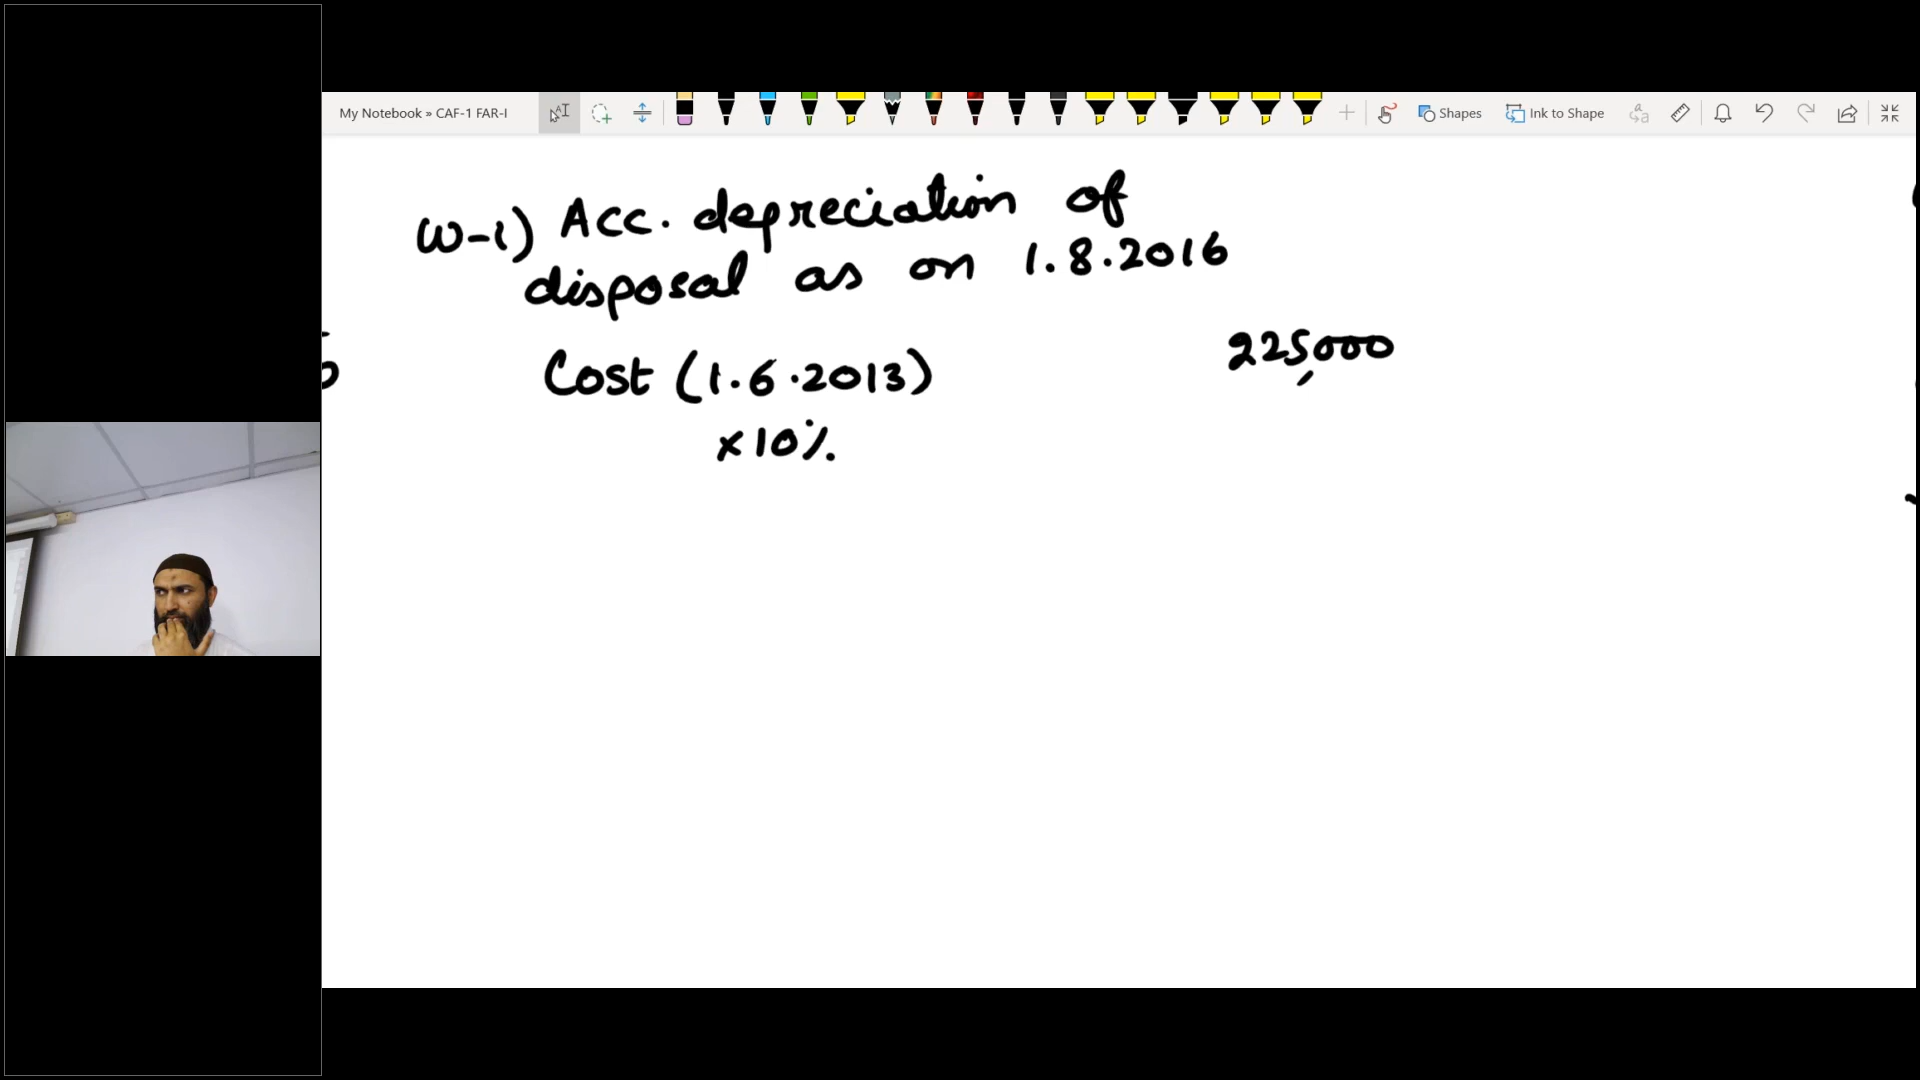 My Notebook » CAF-1 FAR-I
Shapes
Ink to Shape
W-1) Acc. depreciation of
disposal as on 1.8.2016
Cost (1.6.2013) 225,000
×10%